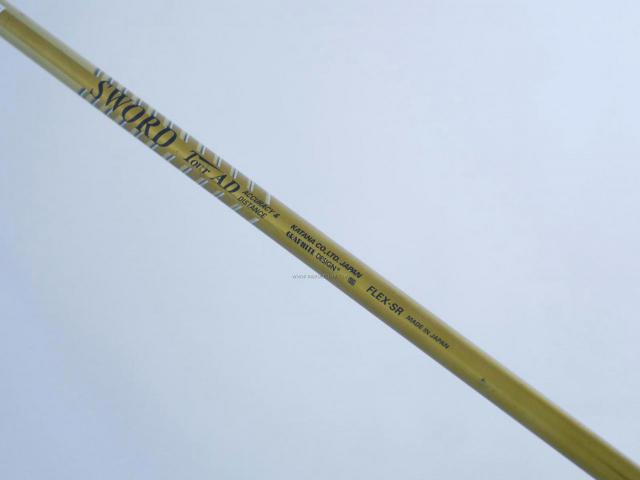 SWORD
Tour AD
ACCURACY &
DISTANCE
KATANA CO., LTD. JAPAN
GRAPHITE DESIGN®
FLEX-SR
MADE IN JAPAN